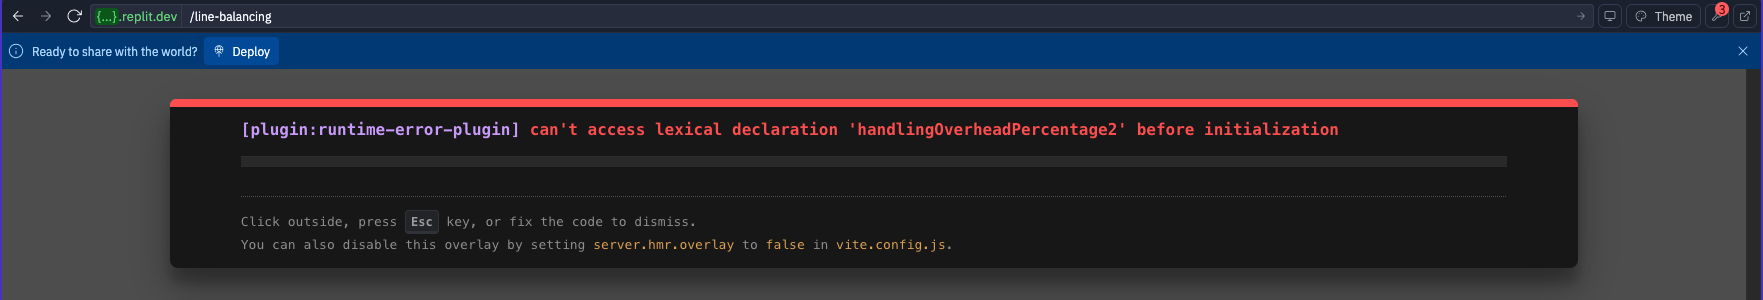 {...}.replit.dev /line-balancing Theme 3
Ready to share with the world? Deploy
[plugin:runtime-error-plugin] can't access lexical declaration 'handlingOverheadPercentage2' before initialization
Click outside, press Esc key, or fix the code to dismiss.
You can also disable this overlay by setting server.hmr.overlay to false in vite.config.js.